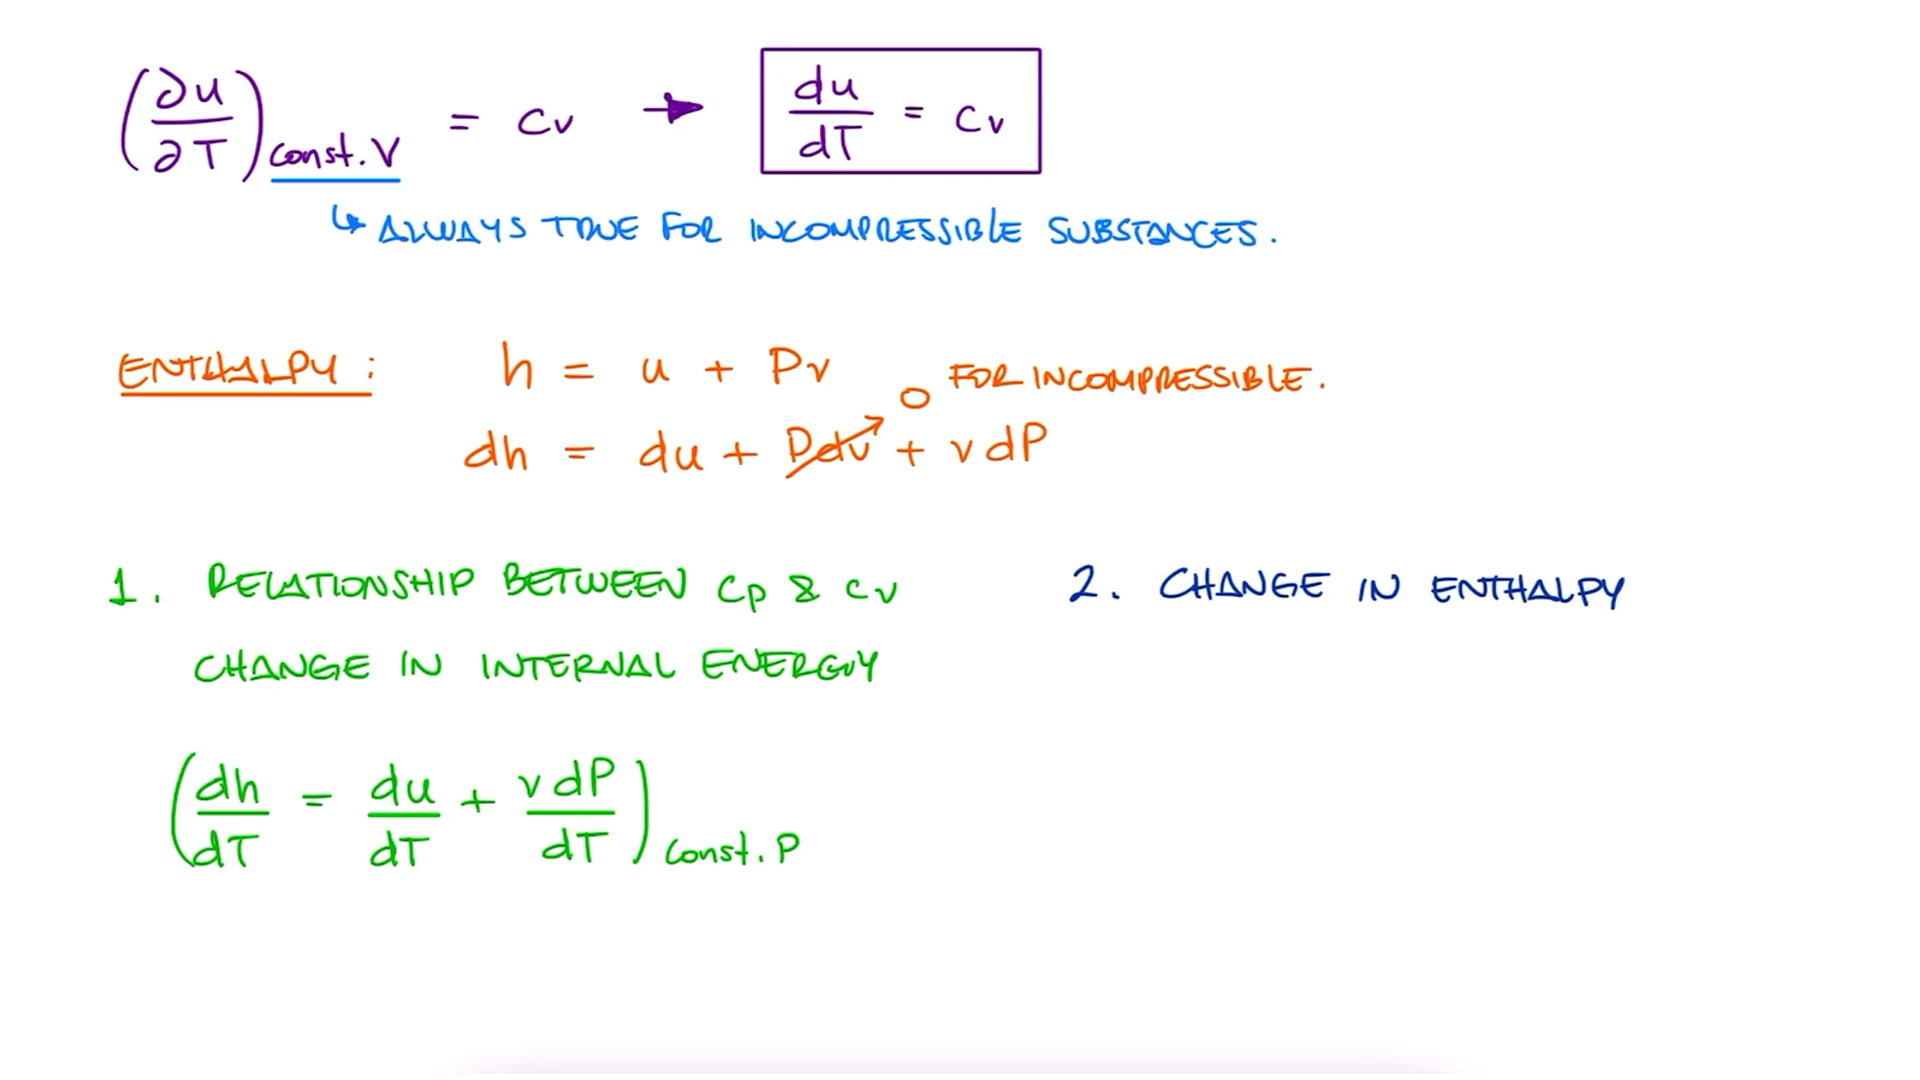 (∂u/∂T)const.V = Cv → du/dT = Cv
↳ ALWAYS TRUE FOR INCOMPRESSIBLE SUBSTANCES.
ENTHALPY: h = u + Pv
0 FOR INCOMPRESSIBLE.
dh = du + Pdv + vdP
1. RELATIONSHIP BETWEEN Cp & Cv
CHANGE IN INTERNAL ENERGY
(dh/dT = du/dT + vdP/dT)const.P
2. CHANGE IN ENTHALPY